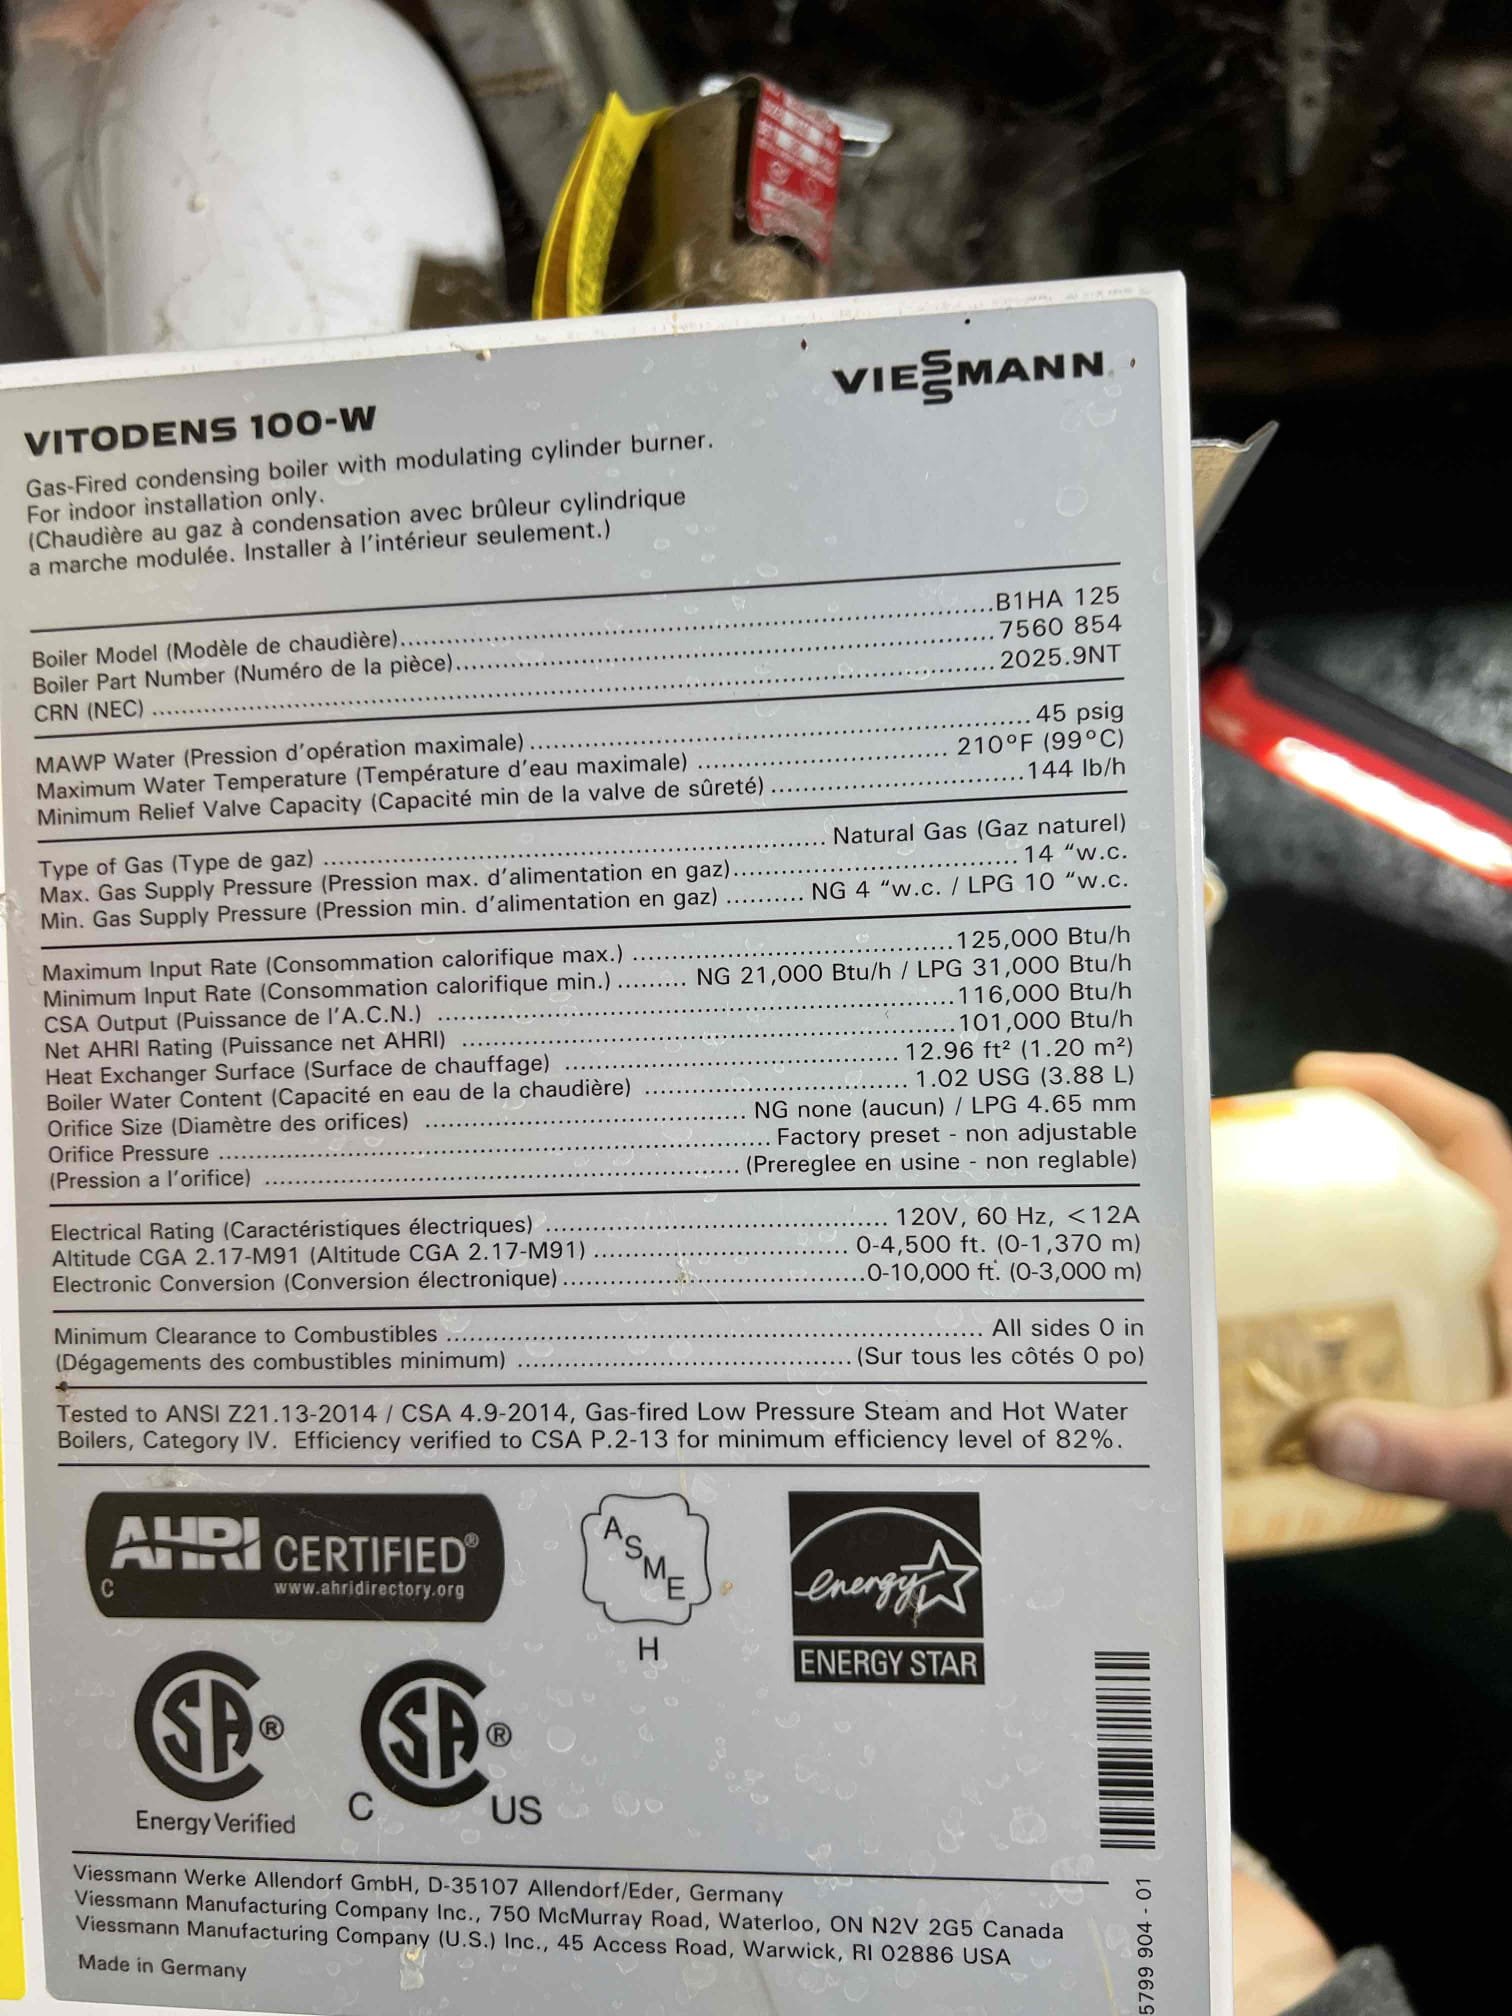 VIESSMANN
VITODENS 100-W
Gas-Fired condensing boiler with modulating cylinder burner.
For indoor installation only.
(Chaudière au gaz à condensation avec brûleur cylindrique
a marche modulée. Installer à l'intérieur seulement.)
Boiler Model (Modèle de chaudière)....B1HA 125
Boiler Part Number (Numéro de la pièce)....7560 854
CRN (NEC) ....2025.9NT
MAWP Water (Pression d'opération maximale) ....45 psig
Maximum Water Temperature (Température d'eau maximale) ....210°F (99°C)
Minimum Relief Valve Capacity (Capacité min de la valve de sûreté) ....144 lb/h
Type of Gas (Type de gaz) ....Natural Gas (Gaz naturel)
Max. Gas Supply Pressure (Pression max. d'alimentation en gaz)....14 "w.c.
Min. Gas Supply Pressure (Pression min. d'alimentation en gaz) ....NG 4 "w.c. / LPG 10 "w.c.
Maximum Input Rate (Consommation calorifique max.) ....125,000 Btu/h
Minimum Input Rate (Consommation calorifique min.) ....NG 21,000 Btu/h / LPG 31,000 Btu/h
CSA Output (Puissance de l'A.C.N.) ....116,000 Btu/h
Net AHRI Rating (Puissance net AHRI) ....101,000 Btu/h
Heat Exchanger Surface (Surface de chauffage) ....12.96 ft² (1.20 m²)
Boiler Water Content (Capacité en eau de la chaudière) ....1.02 USG (3.88 L)
Orifice Size (Diamètre des orifices) ....NG none (aucun) / LPG 4.65 mm
Orifice Pressure ....Factory preset - non adjustable
(Pression a l'orifice) ....(Prereglee en usine - non reglable)
Electrical Rating (Caractéristiques électriques) ....120V, 60 Hz, <12A
Altitude CGA 2.17-M91 (Altitude CGA 2.17-M91) ....0-4,500 ft. (0-1,370 m)
Electronic Conversion (Conversion électronique) ....0-10,000 ft. (0-3,000 m)
Minimum Clearance to Combustibles ....All sides 0 in
(Dégagements des combustibles minimum) ....(Sur tous les côtés 0 po)
Tested to ANSI Z21.13-2014 / CSA 4.9-2014, Gas-fired Low Pressure Steam and Hot Water
Boilers, Category IV. Efficiency verified to CSA P.2-13 for minimum efficiency level of 82%.
AHRI CERTIFIED®
C www.ahridirectory.org
ASME
H
energy
ENERGY STAR
SA®
Energy Verified
C SA® US
Viessmann Werke Allendorf GmbH, D-35107 Allendorf/Eder, Germany
Viessmann Manufacturing Company Inc., 750 McMurray Road, Waterloo, ON N2V 2G5 Canada
Viessmann Manufacturing Company (U.S.) Inc., 45 Access Road, Warwick, RI 02886 USA
Made in Germany
5799 904 - 01